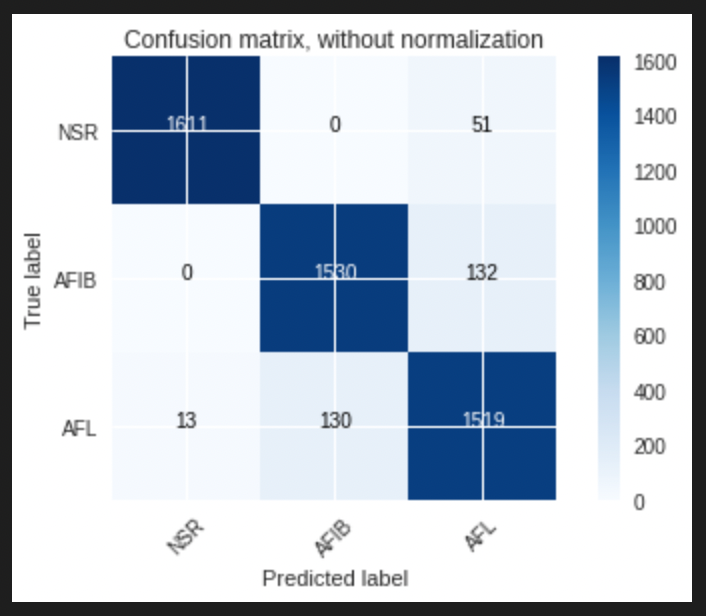 Confusion matrix, without normalization
NSR 1611 0 51
AFIB 0 1530 132
AFL 13 130 1519
True label
NSR AFIB AFL
Predicted label
1600
1400
1200
1000
800
600
400
200
0